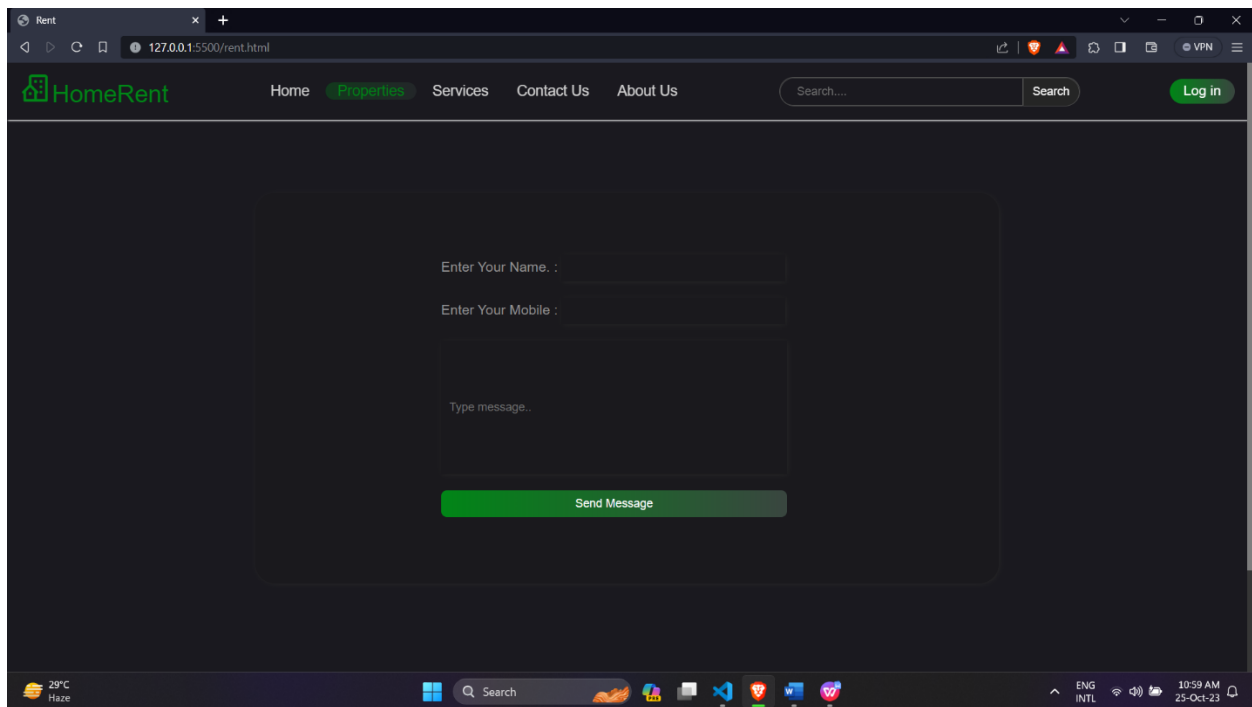 Rent
127.0.0.1:5500/rent.html
VPN
HomeRent
Home Properties Services Contact Us About Us
Search....
Search
Log in
Enter Your Name. :
Enter Your Mobile :
Type message..
Send Message
29°C
Haze
Search
ENG
INTL
10:59 AM
25-Oct-23